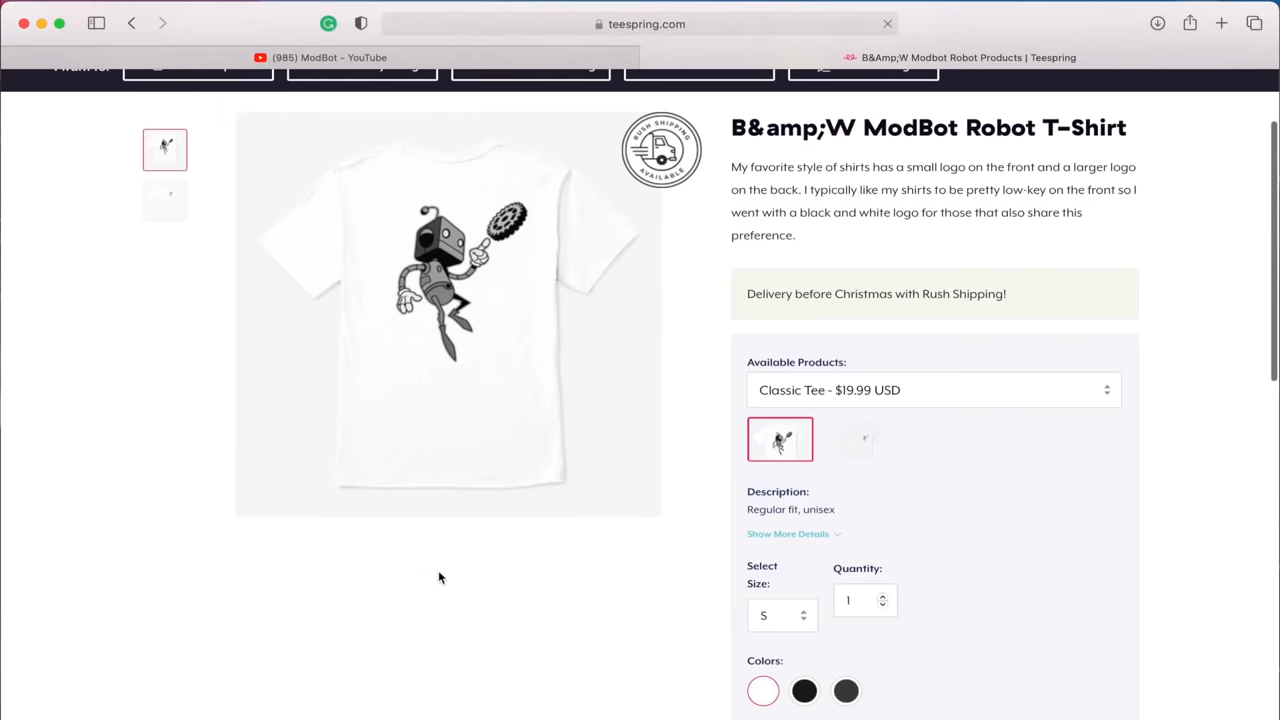 teespring.com
(985) ModBot - YouTube
B&Amp;W Modbot Robot Products | Teespring
RUSH SHIPPING
AVAILABLE
B&amp;W ModBot Robot T-Shirt
My favorite style of shirts has a small logo on the front and a larger logo
on the back. I typically like my shirts to be pretty low-key on the front so I
went with a black and white logo for those that also share this
preference.
Delivery before Christmas with Rush Shipping!
Available Products:
Classic Tee - $19.99 USD
Description:
Regular fit, unisex
Show More Details
Select
Size:
Quantity:
S
1
Colors: